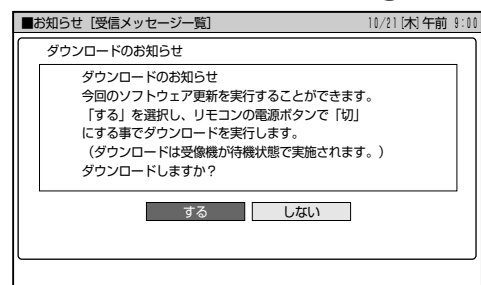 ■お知らせ［受信メッセージ一覧］ 10/21［木］午前 9:00
ダウンロードのお知らせ
ダウンロードのお知らせ
今回のソフトウェア更新を実行することができます。
「する」を選択し、リモコンの電源ボタンで「切」
にする事でダウンロードを実行します。
（ダウンロードは受像機が待機状態で実施されます。）
ダウンロードしますか？
する しない